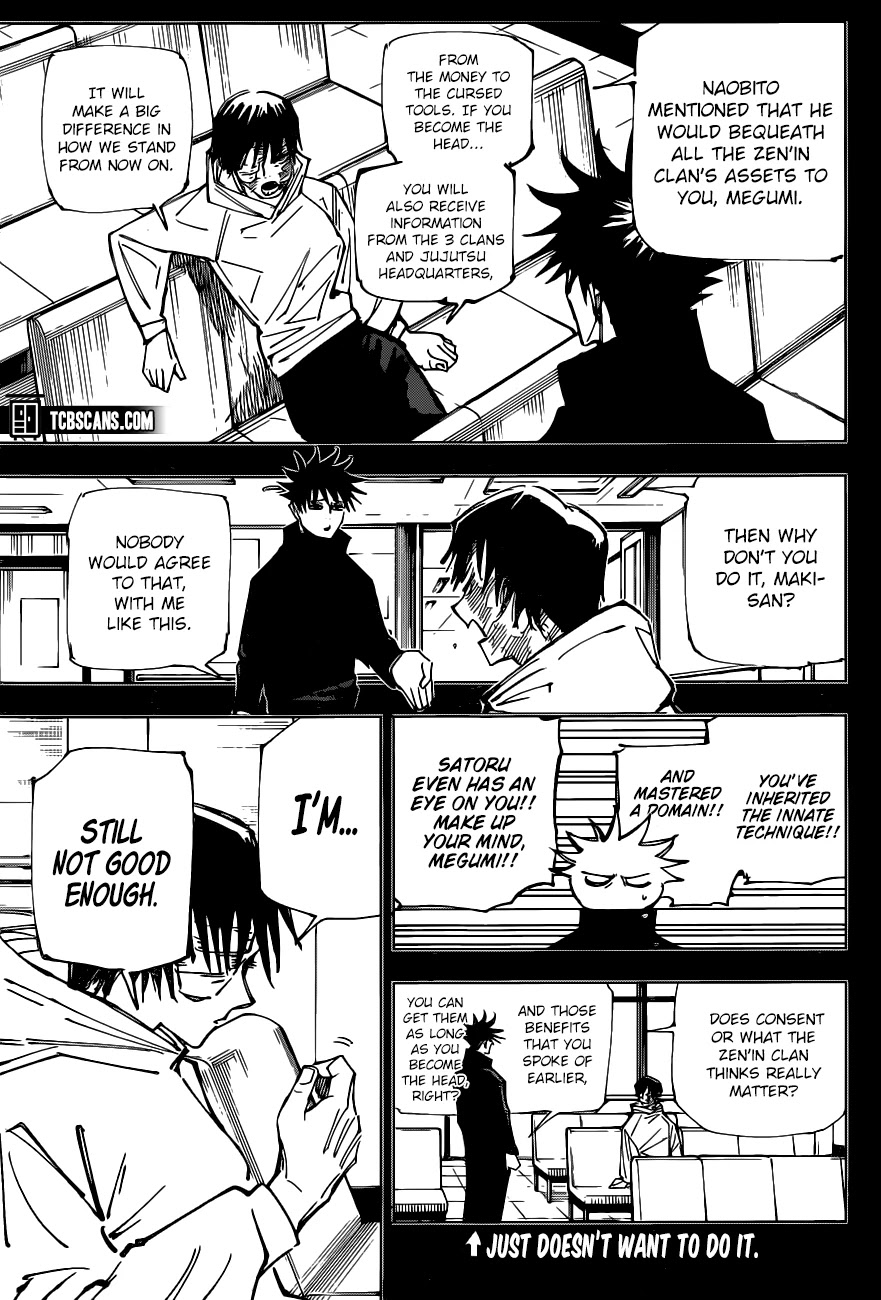 NAOBITO
MENTIONED THAT HE
WOULD BEQUEATH
ALL THE ZEN'IN
CLAN'S ASSETS TO
YOU, MEGUMI.
FROM
THE MONEY TO
THE CURSED
TOOLS. IF YOU
BECOME THE
HEAD...
YOU WILL
ALSO RECEIVE
INFORMATION
FROM THE 3 CLANS
AND JUJUTSU
HEADQUARTERS,
IT WILL
MAKE A BIG
DIFFERENCE IN
HOW WE STAND
FROM NOW ON.
TCBSCANS.COM
THEN WHY
DON'T YOU
DO IT, MAKI-
SAN?
NOBODY
WOULD AGREE
TO THAT,
WITH ME
LIKE THIS.
YOU'VE
INHERITED
THE INNATE
TECHNIQUE!!
AND
MASTERED
A DOMAIN!!
SATORU
EVEN HAS AN
EYE ON YOU!!
MAKE UP
YOUR MIND,
MEGUMI!!
DOES CONSENT
OR WHAT THE
ZEN'IN CLAN
THINKS REALLY
MATTER?
AND THOSE
BENEFITS
THAT YOU
SPOKE OF
EARLIER,
YOU CAN
GET THEM
AS LONG
AS YOU
BECOME
THE HEAD,
RIGHT?
↑ JUST DOESN'T WANT TO DO IT.
I'M...
STILL
NOT GOOD
ENOUGH.